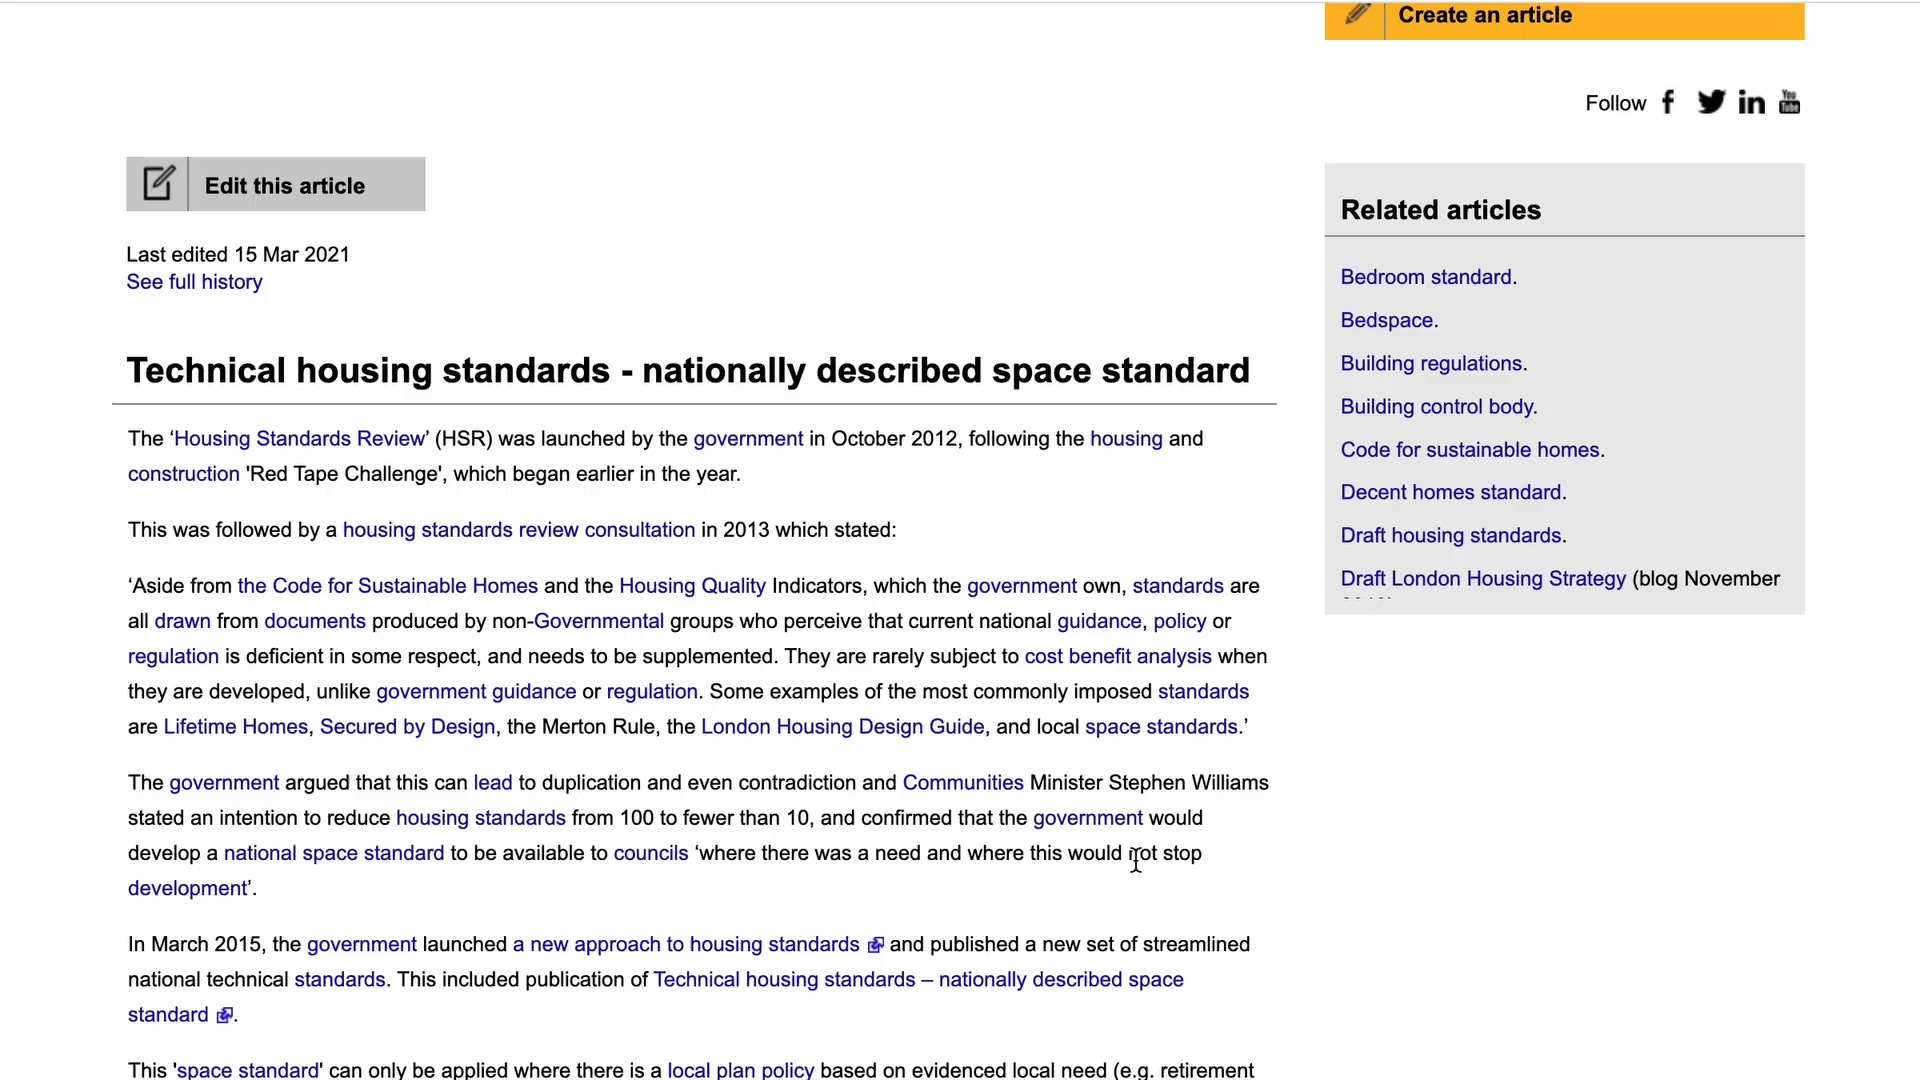 Create an article
Follow
You Tube
Edit this article
Last edited 15 Mar 2021
See full history
Technical housing standards - nationally described space standard
The ‘Housing Standards Review’ (HSR) was launched by the government in October 2012, following the housing and
construction 'Red Tape Challenge', which began earlier in the year.
This was followed by a housing standards review consultation in 2013 which stated:
‘Aside from the Code for Sustainable Homes and the Housing Quality Indicators, which the government own, standards are
all drawn from documents produced by non-Governmental groups who perceive that current national guidance, policy or
regulation is deficient in some respect, and needs to be supplemented. They are rarely subject to cost benefit analysis when
they are developed, unlike government guidance or regulation. Some examples of the most commonly imposed standards
are Lifetime Homes, Secured by Design, the Merton Rule, the London Housing Design Guide, and local space standards.’
The government argued that this can lead to duplication and even contradiction and Communities Minister Stephen Williams
stated an intention to reduce housing standards from 100 to fewer than 10, and confirmed that the government would
develop a national space standard to be available to councils ‘where there was a need and where this would not stop
development’.
In March 2015, the government launched a new approach to housing standards and published a new set of streamlined
national technical standards. This included publication of Technical housing standards – nationally described space
standard .
This 'space standard' can only be applied where there is a local plan policy based on evidenced local need (e.g. retirement
Related articles
Bedroom standard.
Bedspace.
Building regulations.
Building control body.
Code for sustainable homes.
Decent homes standard.
Draft housing standards.
Draft London Housing Strategy (blog November